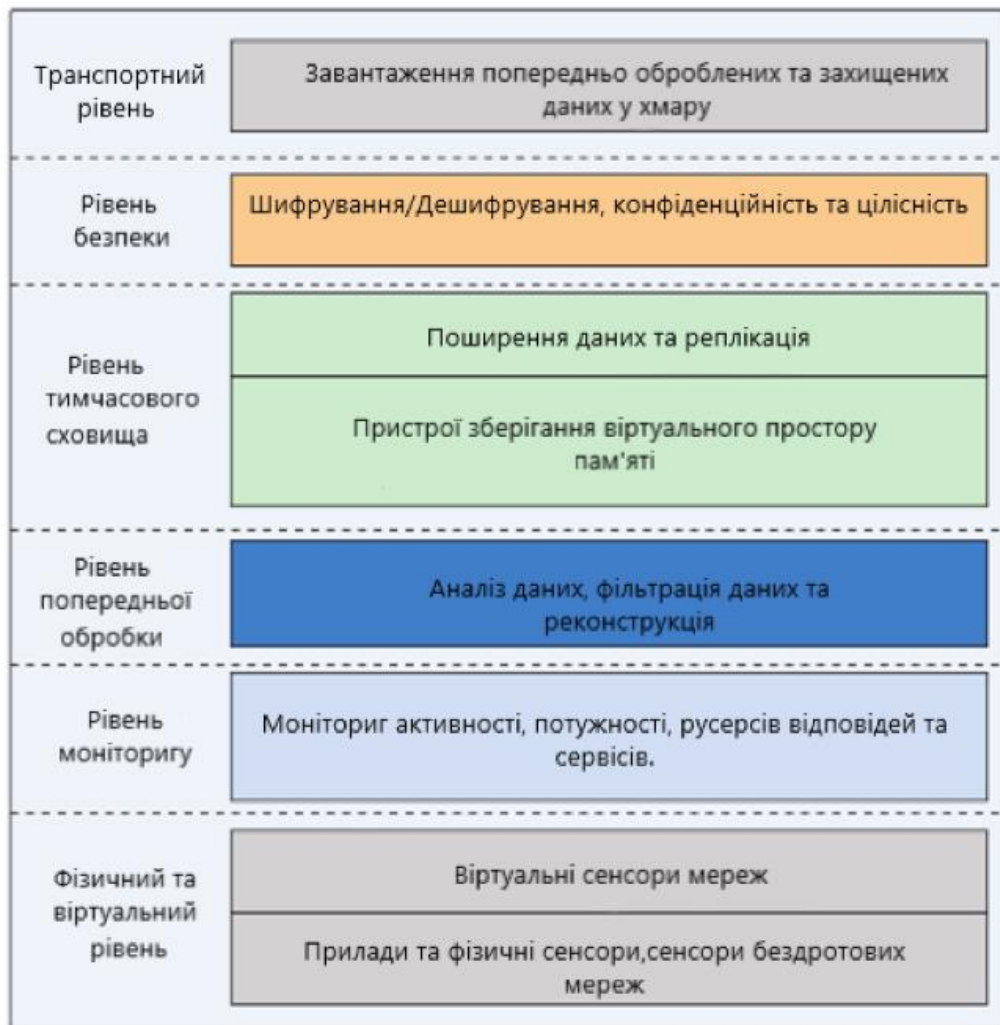 Транспортний
рівень
Завантаження попередньо оброблених та захищених
даних у хмару
Рівень
безпеки
Шифрування/Дешифрування, конфіденційність та цілісність
Рівень
тимчасового
сховища
Поширення даних та реплікація
Пристрої зберігання віртуального простору
пам'яті
Рівень
попередньої
обробки
Аналіз даних, фільтрація даних та
реконструкція
Рівень
моніторигу
Моніториг активності, потужності, русерсів відповідей та
сервісів.
Фізичний та
віртуальний
рівень
Віртуальні сенсори мереж
Прилади та фізичні сенсори,сенсори бездротових
мереж